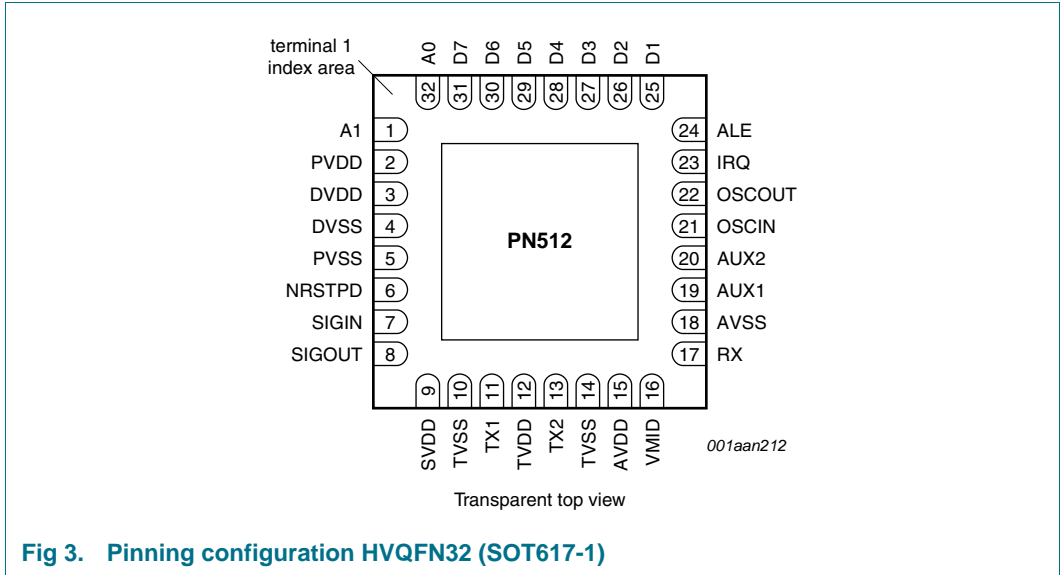 terminal 1
index area
A0
D7
D6
D5
D4
D3
D2
D1
32
31
30
29
28
27
26
25
A1 1
PVDD 2
DVDD 3
DVSS 4
PVSS 5
NRSTPD 6
SIGIN 7
SIGOUT 8
PN512
24 ALE
23 IRQ
22 OSCOUT
21 OSCIN
20 AUX2
19 AUX1
18 AVSS
17 RX
9
10
11
12
13
14
15
16
SVDD
TVSS
TX1
TVDD
TX2
TVSS
AVDD
VMID
001aan212
Transparent top view
Fig 3. Pinning configuration HVQFN32 (SOT617-1)